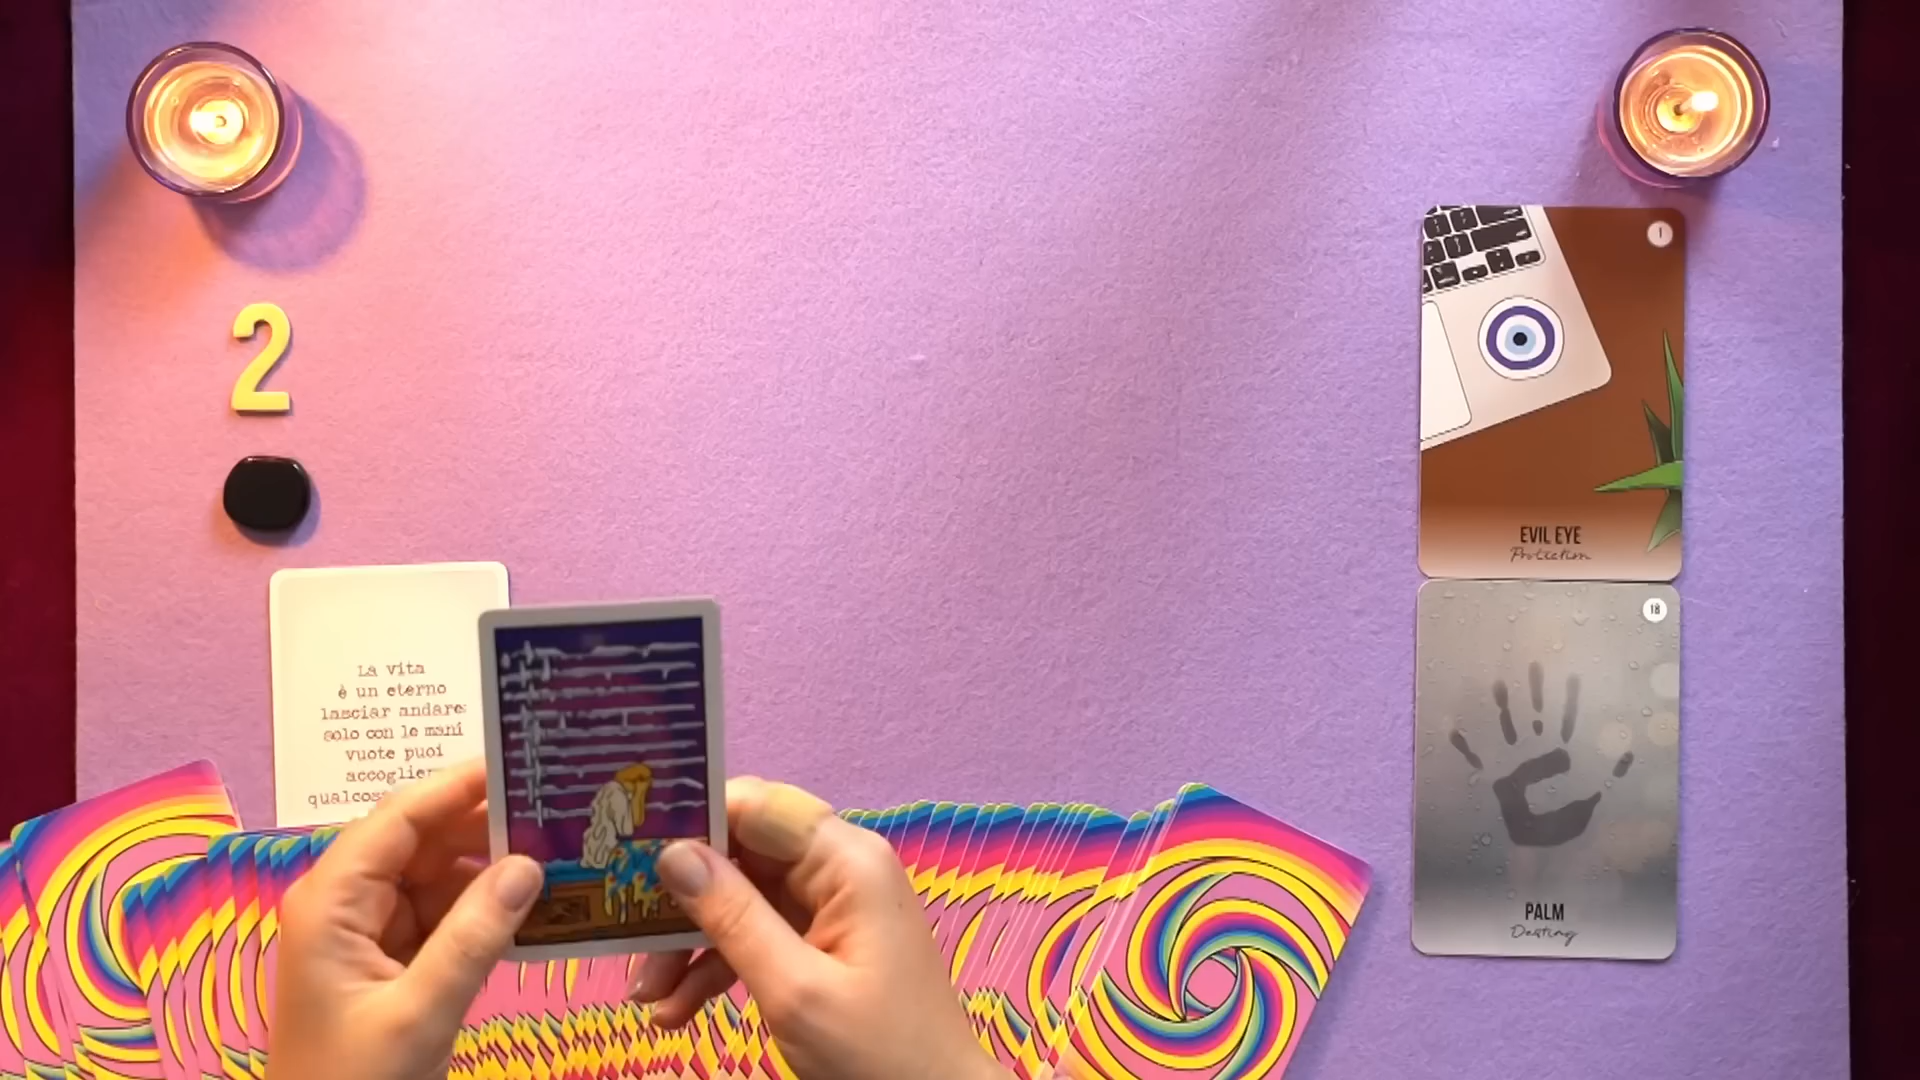 2
1
EVIL EYE
Protection
La vita
è un eterno
lasciar andare:
solo con le mani
vuote puoi
18
PALM
Destiny